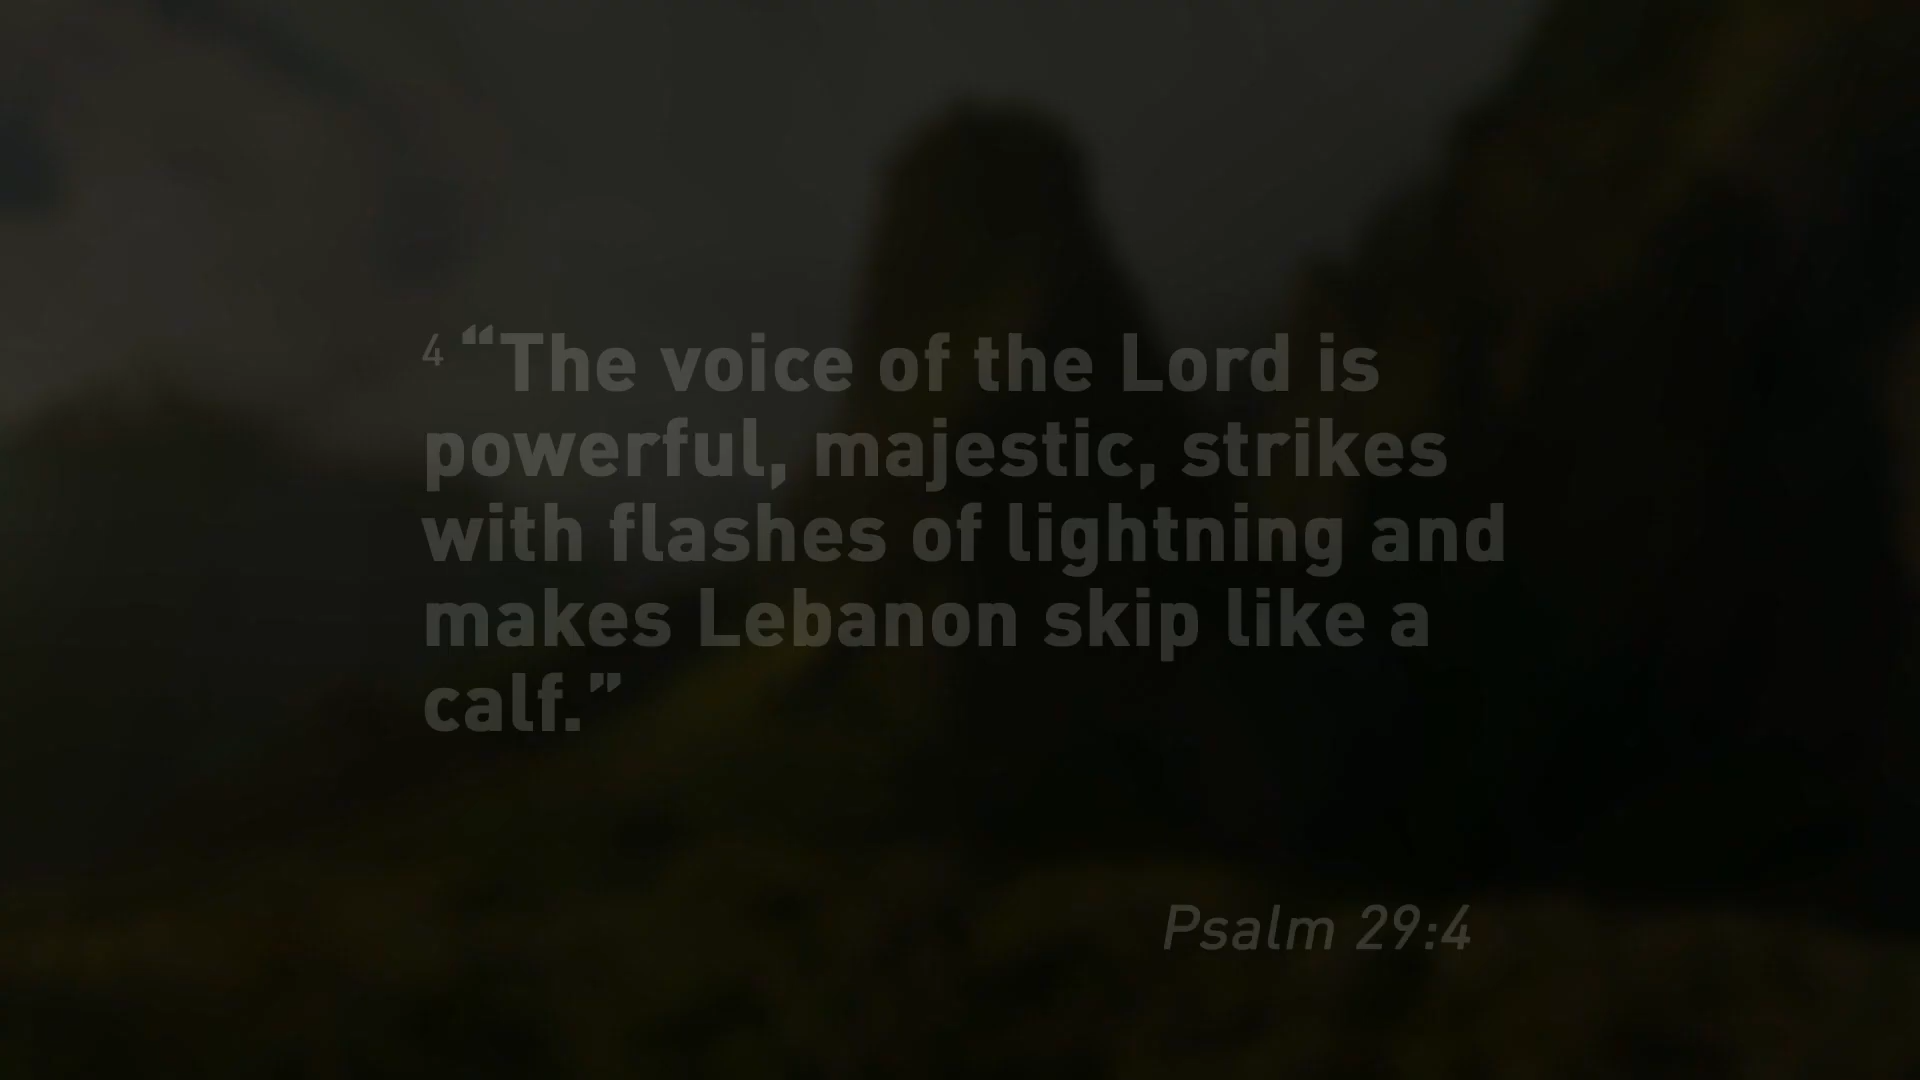 4 “The voice of the Lord is
powerful, majestic, strikes
with flashes of lightning and
makes Lebanon skip like a
calf.”
Psalm 29:4